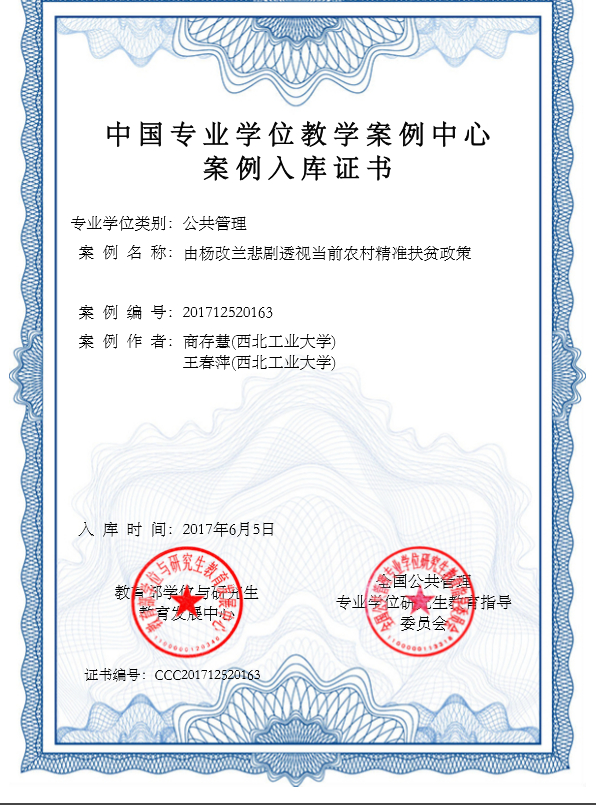 中国专业学位教学案例中心
案例入库证书
专业学位类别：公共管理
案 例 名 称：由杨改兰悲剧透视当前农村精准扶贫政策
案 例 编 号：201712520163
案 例 作 者：商存慧(西北工业大学)
王春萍(西北工业大学)
入 库 时 间：2017年6月5日
教育部学位与研究生
教育发展中心
全国公共管理
专业学位研究生教育指导
委员会
证书编号：CCC201712520163